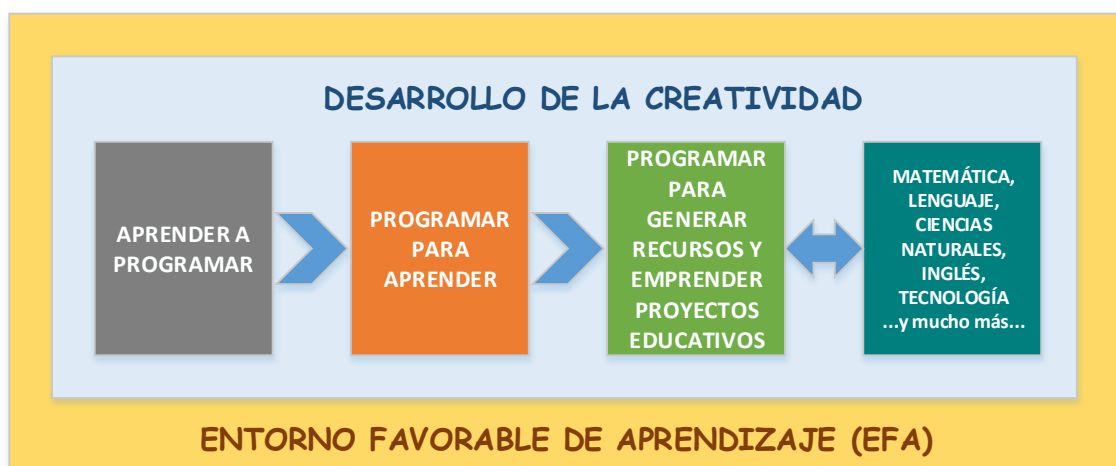 DESARROLLO DE LA CREATIVIDAD
APRENDER A
PROGRAMAR
PROGRAMAR
PARA
APRENDER
PROGRAMAR
PARA
GENERAR
RECURSOS Y
EMPRENDER
PROYECTOS
EDUCATIVOS
MATEMÁTICA,
LENGUAJE,
CIENCIAS
NATURALES,
INGLÉS,
TECNOLOGÍA
...y mucho más...
ENTORNO FAVORABLE DE APRENDIZAJE (EFA)